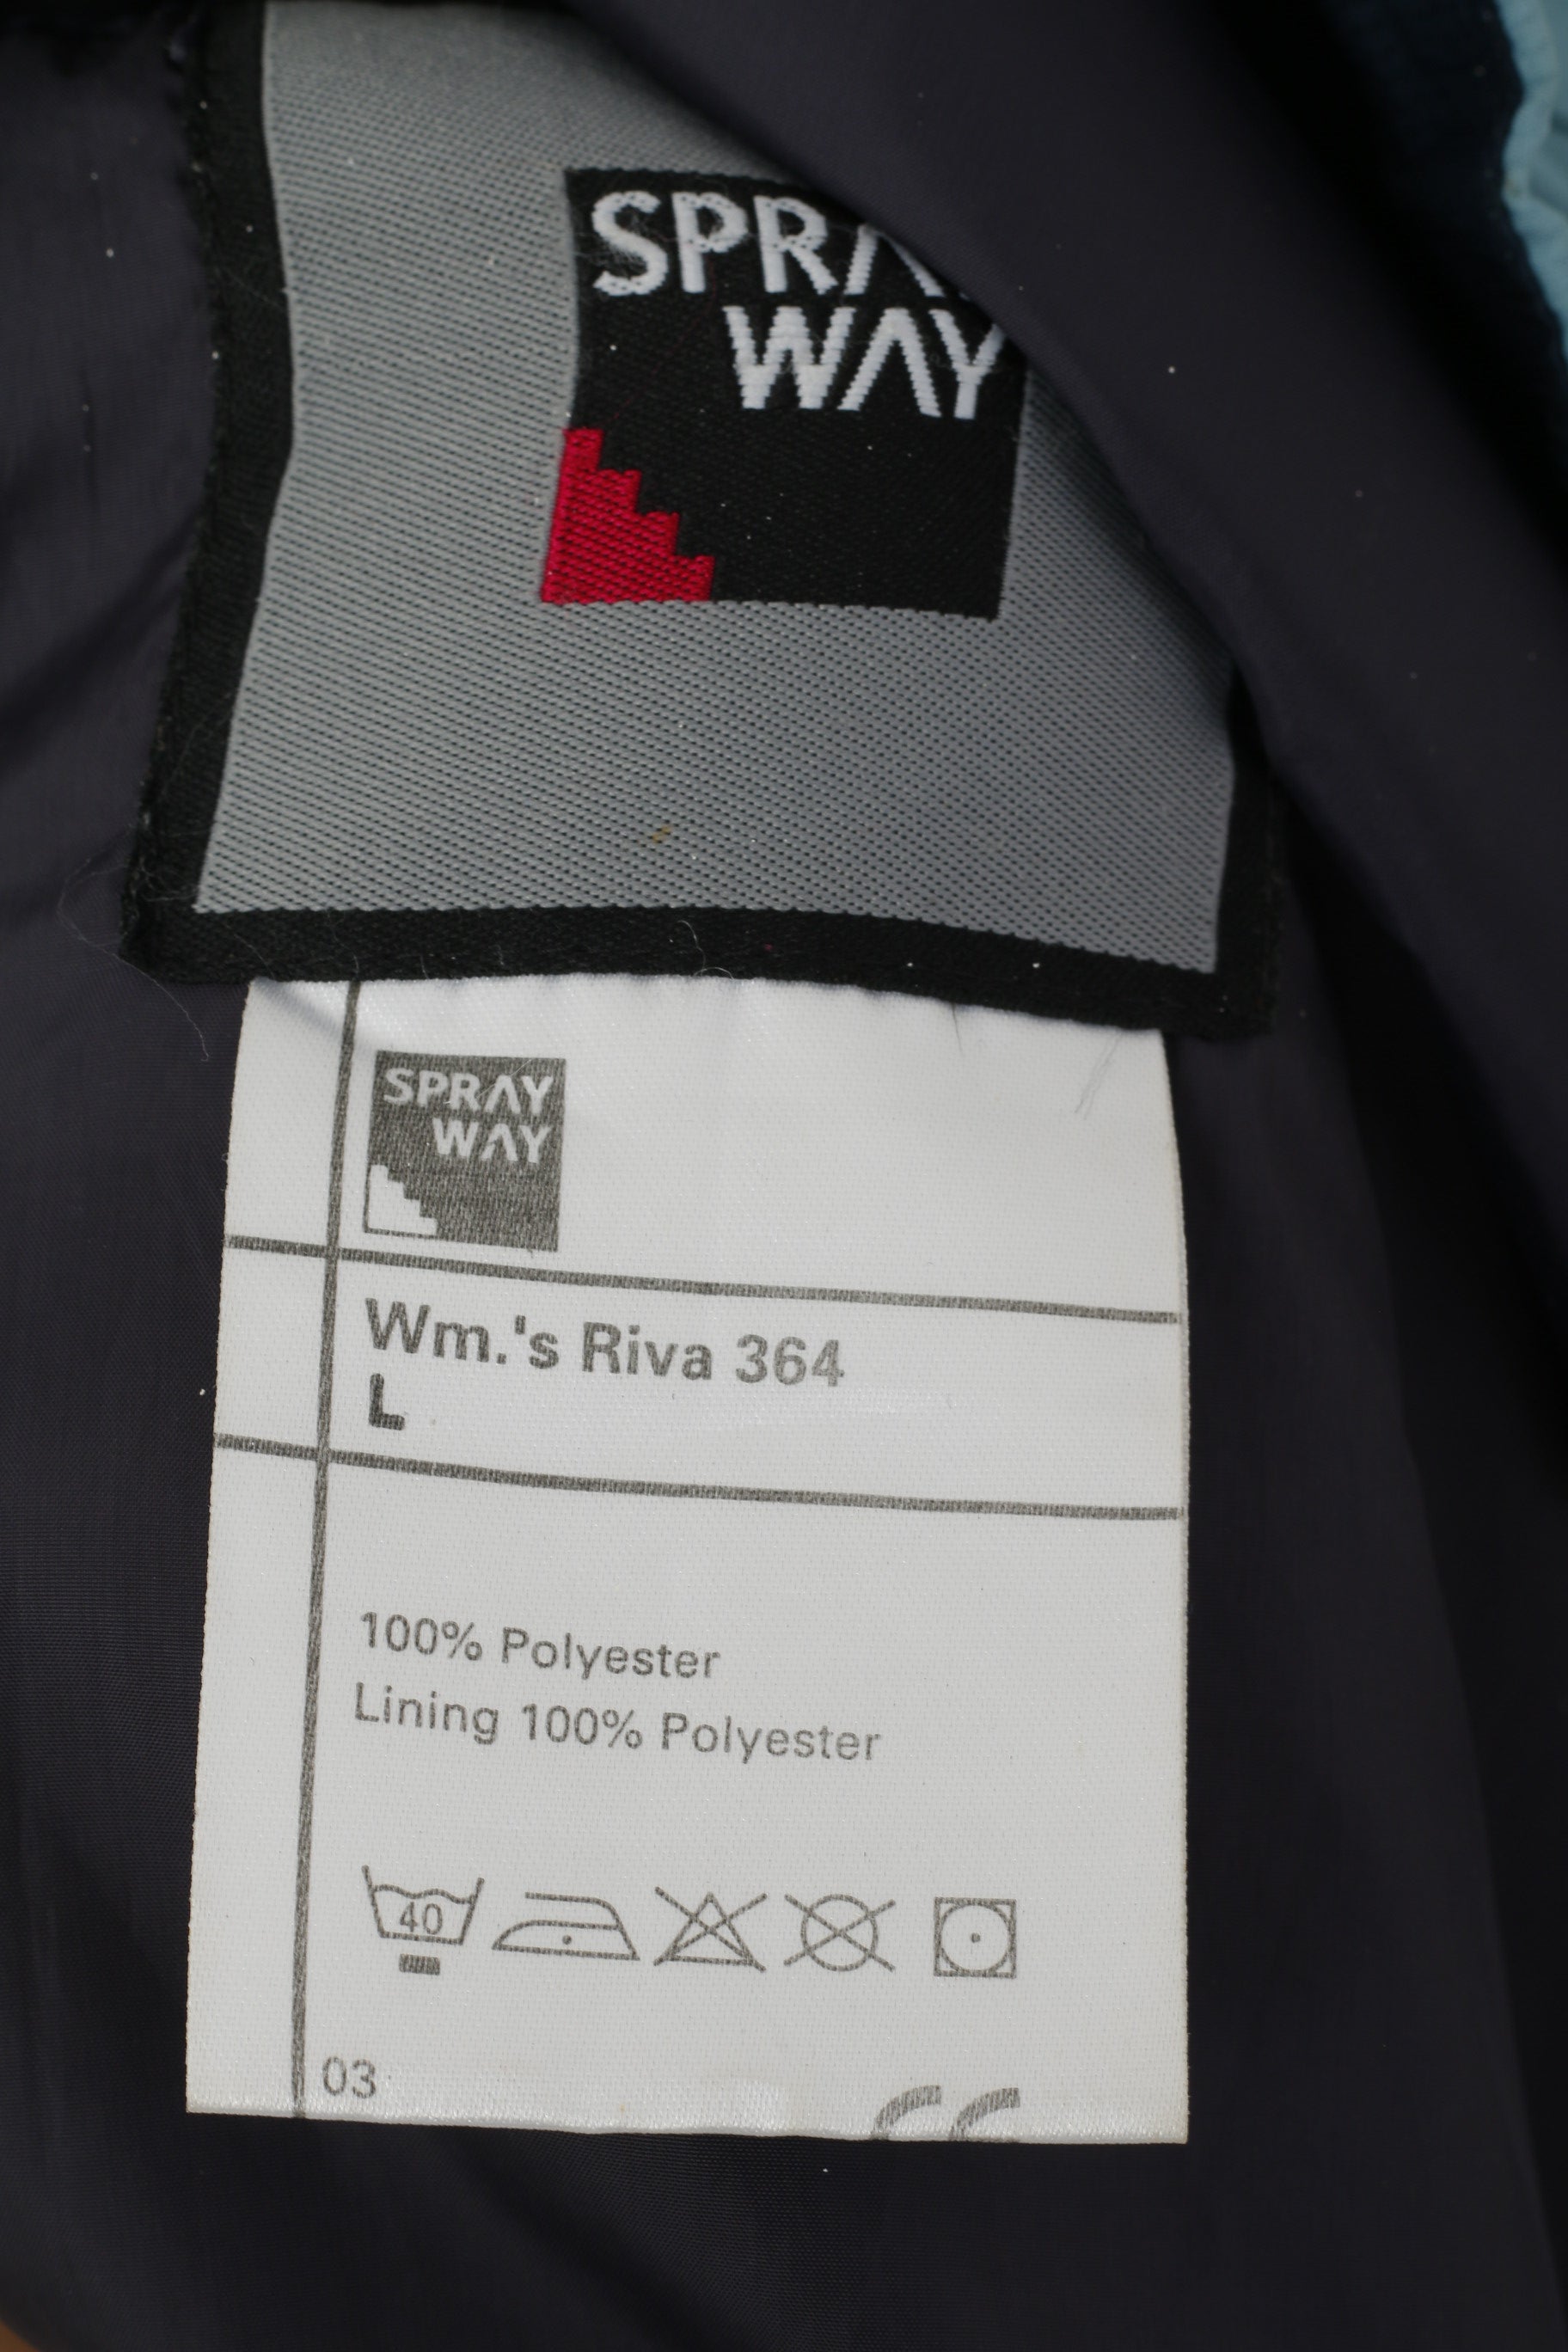 SPRAY
WAY
SPRAY
WAY
Wm.'s Riva 364
L
100% Polyester
Lining 100% Polyester
40
03